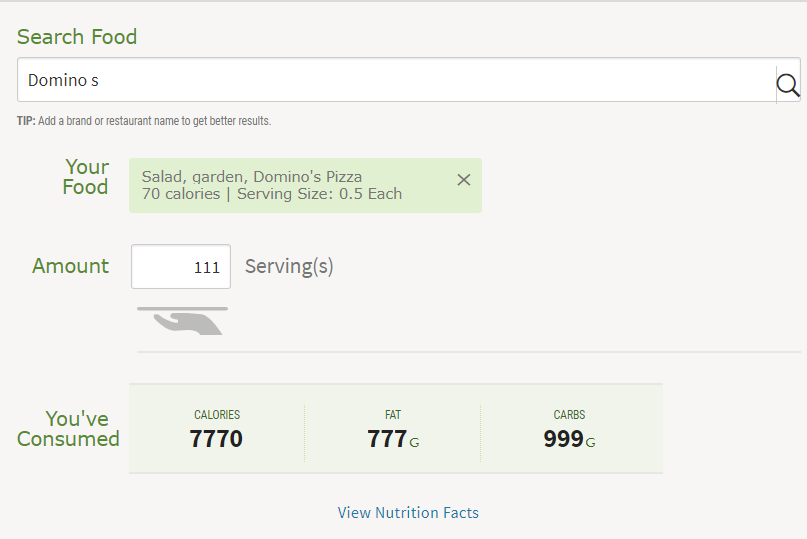 Search Food
Domino s
TIP: Add a brand or restaurant name to get better results.
Your
Food
Salad, garden, Domino's Pizza
70 calories | Serving Size: 0.5 Each
Amount
111
Serving(s)
You've
Consumed
CALORIES
7770
FAT
777 G
CARBS
999 G
View Nutrition Facts